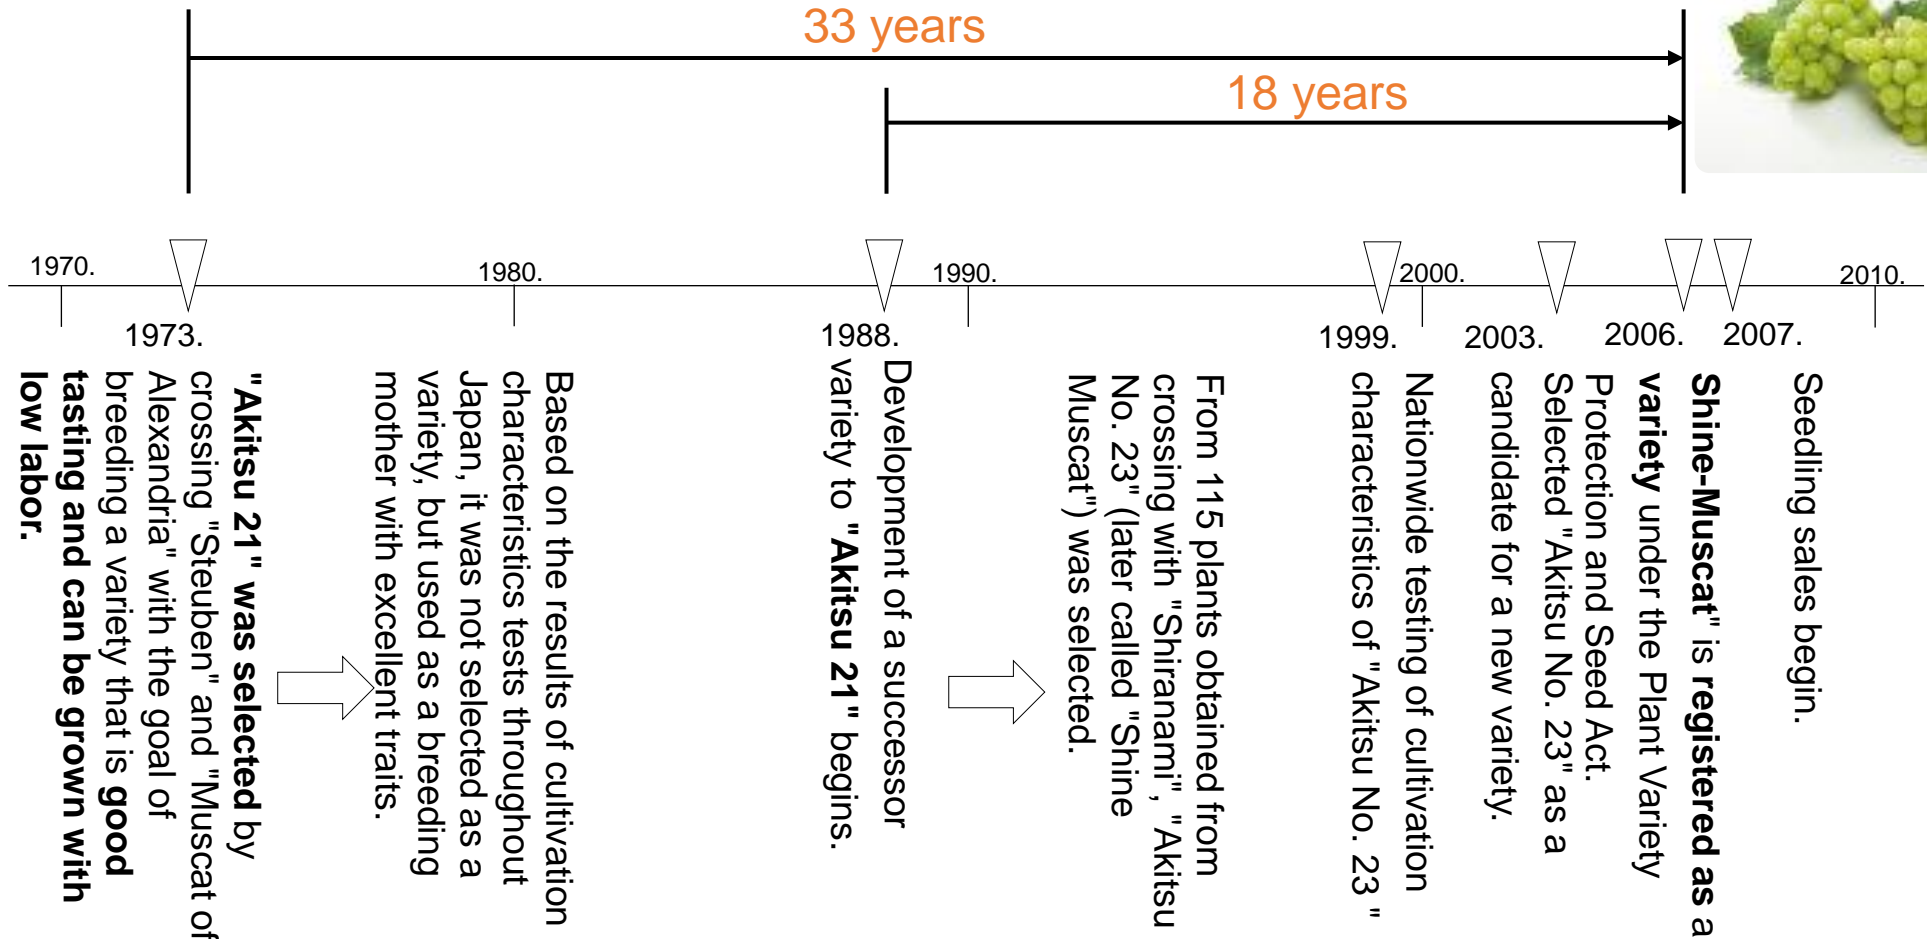 33 years
18 years
1970.
1980.
1990.
2000.
2010.
1973.
1988.
1999.
2003.
2006.
2007.
"Akitsu 21" was selected by
crossing "Steuben" and "Muscat of
Alexandria" with the goal of
breeding a variety that is good
tasting and can be grown with
low labor.
Based on the results of cultivation
characteristics tests throughout
Japan, it was not selected as a
variety, but used as a breeding
mother with excellent traits.
Development of a successor
variety to "Akitsu 21" begins.
From 115 plants obtained from
crossing with "Shiranami", "Akitsu
No. 23" (later called "Shine
Muscat") was selected.
Nationwide testing of cultivation
characteristics of "Akitsu No. 23 "
Selected "Akitsu No. 23" as a
candidate for a new variety.
Shine-Muscat" is registered as a
variety under the Plant Variety
Protection and Seed Act.
Seedling sales begin.